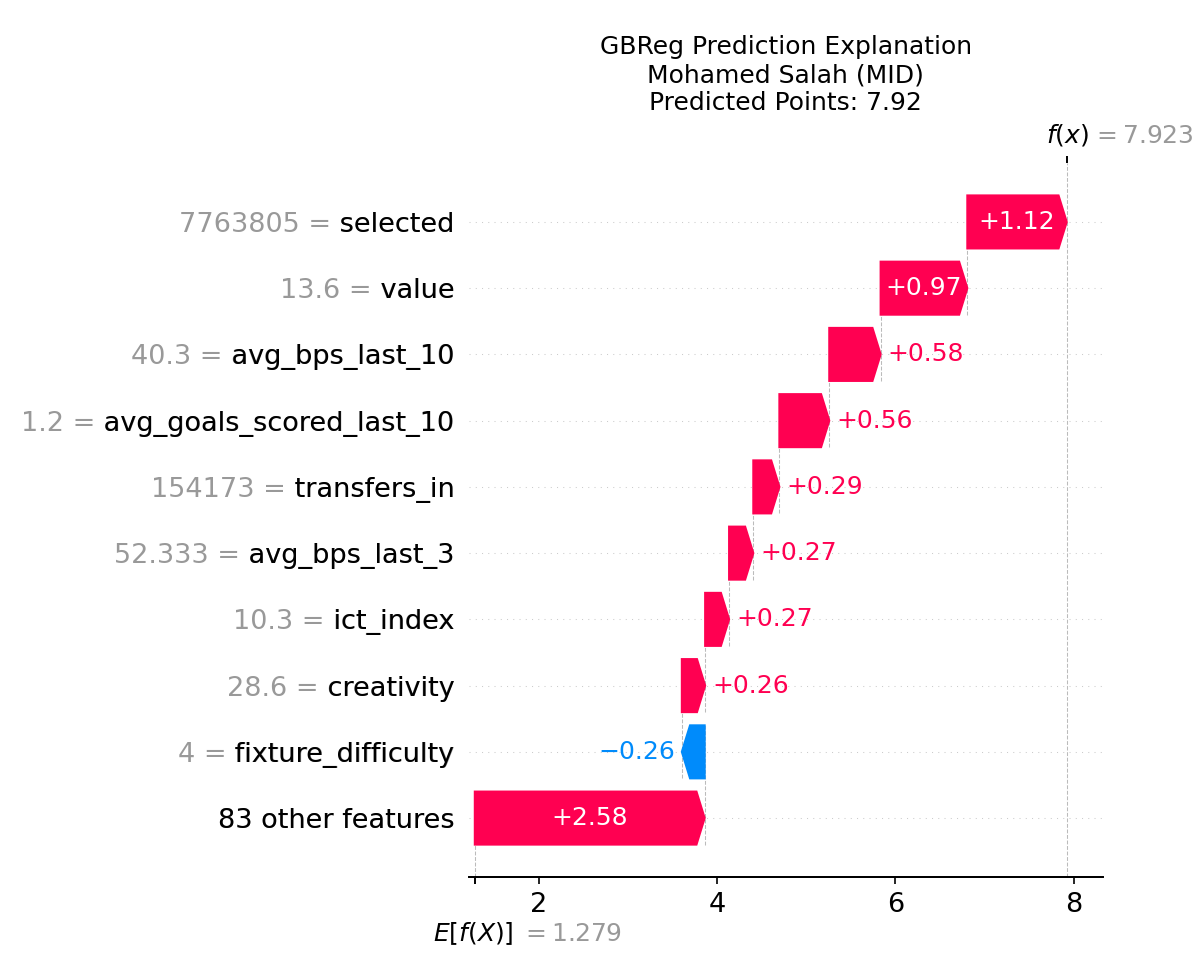 GBReg Prediction Explanation
Mohamed Salah (MID)
Predicted Points: 7.92
f(x) = 7.923
7763805 = selected +1.12
13.6 = value +0.97
40.3 = avg_bps_last_10 +0.58
1.2 = avg_goals_scored_last_10 +0.56
154173 = transfers_in +0.29
52.333 = avg_bps_last_3 +0.27
10.3 = ict_index +0.27
28.6 = creativity +0.26
4 = fixture_difficulty −0.26
83 other features +2.58
2 4 6 8
E[f(X)] = 1.279